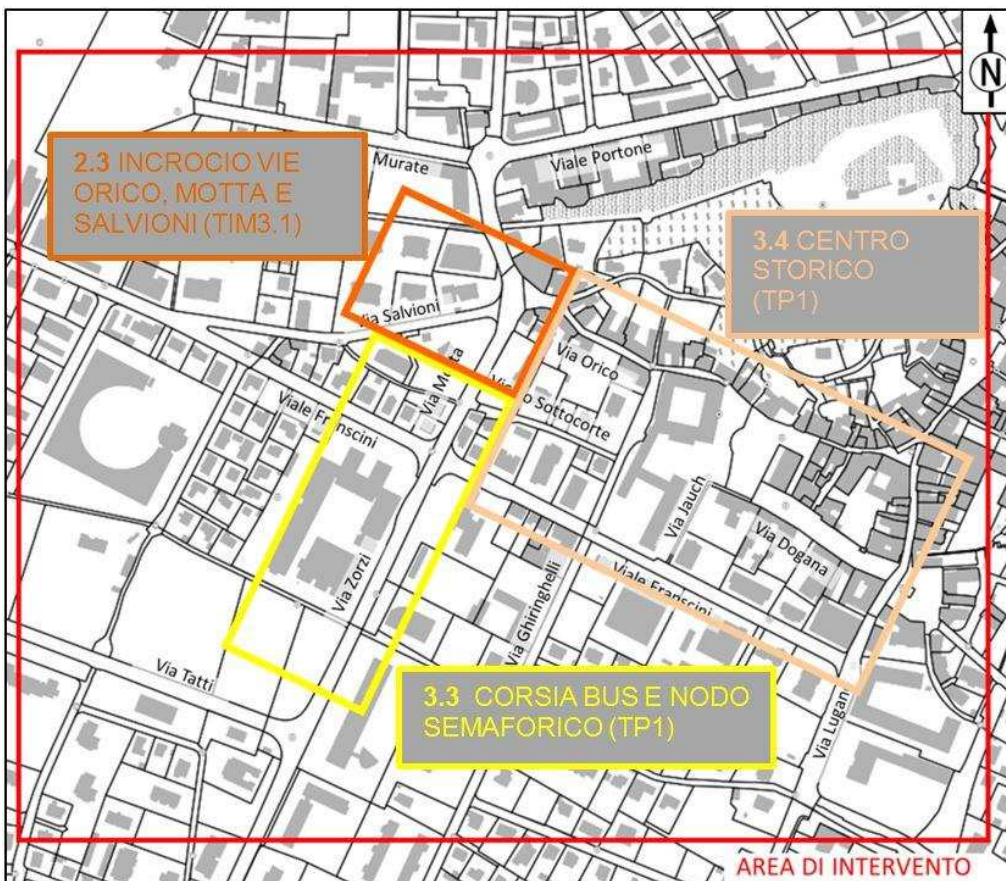 N
2.3 INCROCIO VIE
ORICO, MOTTA E
SALVIONI (TIM3.1)
Murate
Viale Portone
3.4 CENTRO
STORICO
(TP1)
Via Salvioni
Via Orico
Via Motta
Sottocorte
Viale Franscini
Via Jauch
Via Dogana
Via Zorzi
Viale Franscini
Via Ghiringhelli
Via Tatti
3.3 CORSIA BUS E NODO
SEMAFORICO (TP1)
Via Lugano
AREA DI INTERVENTO